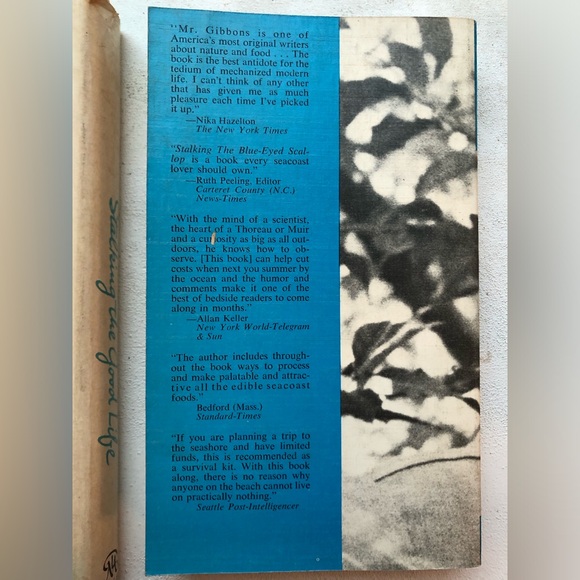 Stalking the Good Life
"Mr. Gibbons is one of
America's most original writers
about nature and food . . . The
book is the best antidote for the
tedium of mechanized modern
life. I can't think of any other
that has given me as much
pleasure each time I've picked
it up."
—Nika Hazelton
The New York Times
"Stalking The Blue-Eyed Scal-
lop is a book every seacoast
lover should own."
—Ruth Peeling, Editor
Carteret County (N.C.)
News-Times
"With the mind of a scientist,
the heart of a Thoreau or Muir
and a curiosity as big as all out-
doors, he knows how to ob-
serve. [This book] can help cut
costs when next you summer by
the ocean and the humor and
comments make it one of the
best of bedside readers to come
along in months."
—Allan Keller
New York World-Telegram
& Sun
"The author includes through-
out the book ways to process
and make palatable and attrac-
tive all the edible seacoast
foods."
Bedford (Mass.)
Standard-Times
"If you are planning a trip to
the seashore and have limited
funds, this is recommended as
a survival kit. With this book
along, there is no reason why
anyone on the beach cannot live
on practically nothing."
Seattle Post-Intelligencer